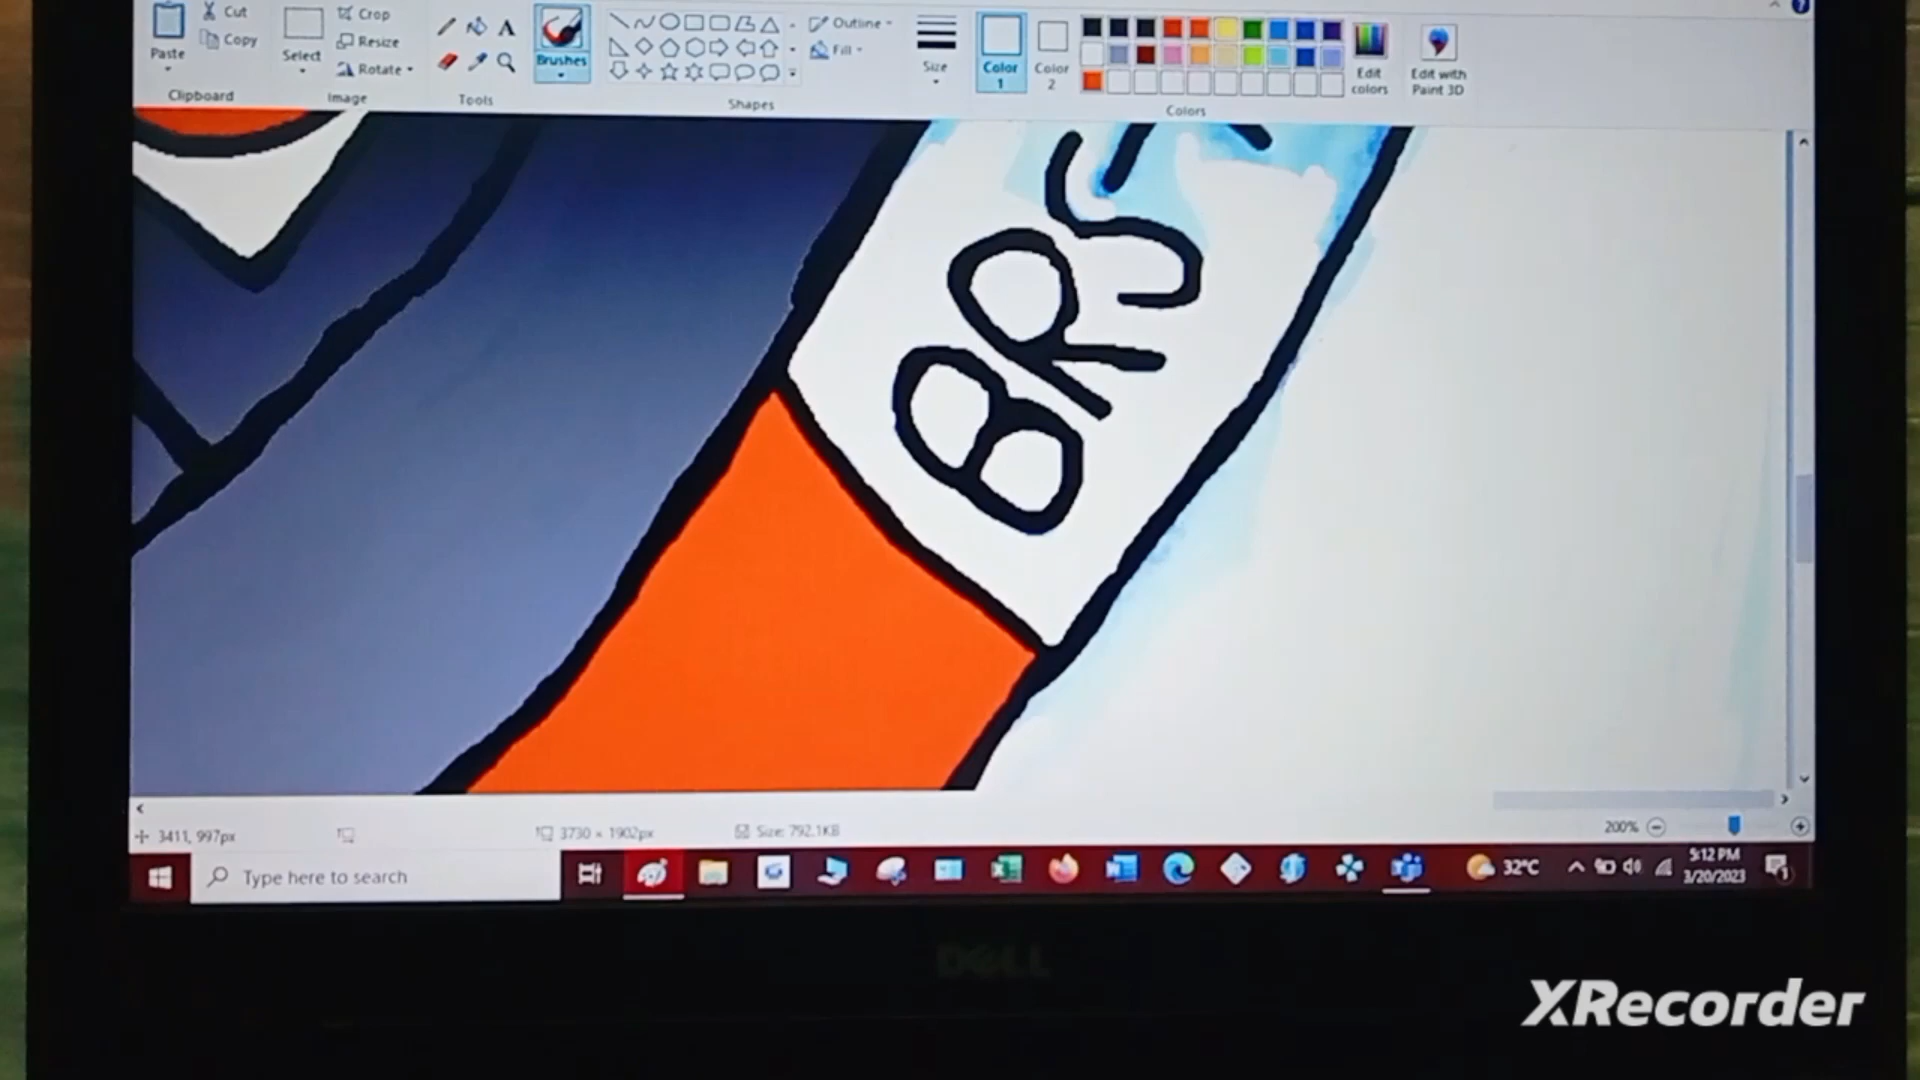 Cut
Crop
Outline
Copy
Resize
Fill
Paste
Select
Rotate
Brushes
Size
Color
1
Color
2
Edit
colors
Edit with
Paint 3D
Clipboard
Image
Tools
Shapes
Colors
BRS
3411, 997px
3730 × 1902px
Size: 792.1KB
200%
Type here to search
32°C
5:12 PM
3/20/2023
DELL
XRecorder